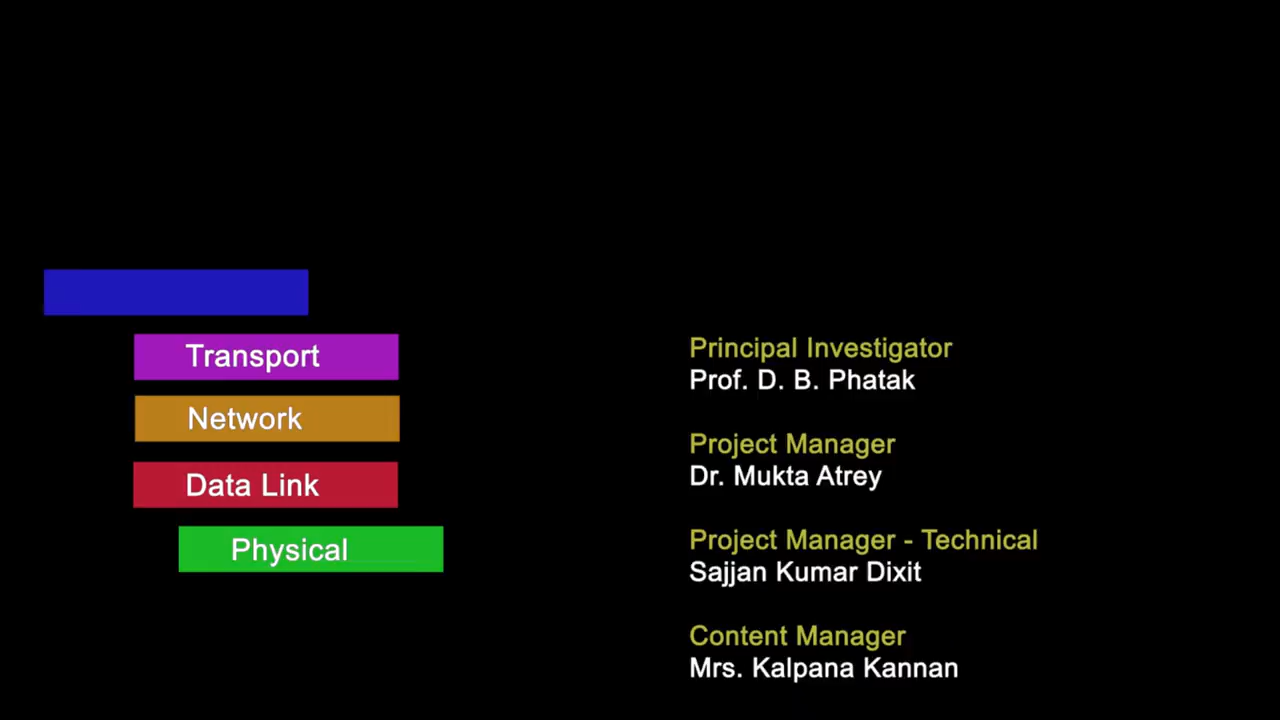 Transport
Network
Data Link
Physical
Principal Investigator
Prof. D. B. Phatak
Project Manager
Dr. Mukta Atrey
Project Manager - Technical
Sajjan Kumar Dixit
Content Manager
Mrs. Kalpana Kannan